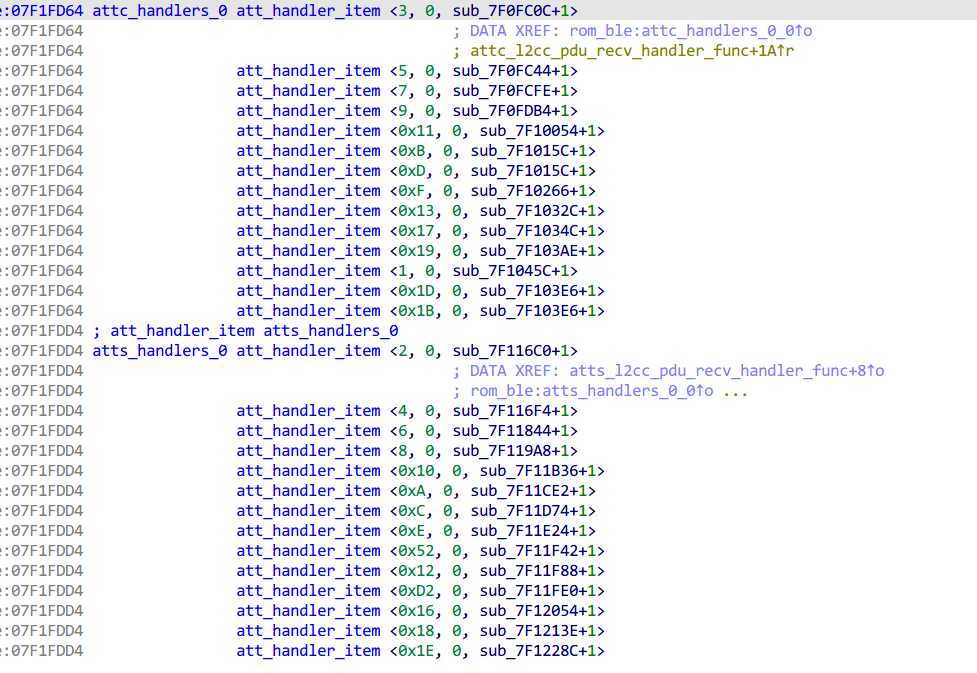 e:07F1FD64 attc_handlers_0 att_handler_item <3, 0, sub_7F0FC0C+1>
e:07F1FD64 ; DATA XREF: rom_ble:attc_handlers_0_0↑o
e:07F1FD64 ; attc_l2cc_pdu_recv_handler_func+1A↑r
e:07F1FD64 att_handler_item <5, 0, sub_7F0FC44+1>
e:07F1FD64 att_handler_item <7, 0, sub_7F0FCFE+1>
e:07F1FD64 att_handler_item <9, 0, sub_7F0FDB4+1>
e:07F1FD64 att_handler_item <0x11, 0, sub_7F10054+1>
e:07F1FD64 att_handler_item <0xB, 0, sub_7F1015C+1>
e:07F1FD64 att_handler_item <0xD, 0, sub_7F1015C+1>
e:07F1FD64 att_handler_item <0xF, 0, sub_7F10266+1>
e:07F1FD64 att_handler_item <0x13, 0, sub_7F1032C+1>
e:07F1FD64 att_handler_item <0x17, 0, sub_7F1034C+1>
e:07F1FD64 att_handler_item <0x19, 0, sub_7F103AE+1>
e:07F1FD64 att_handler_item <1, 0, sub_7F1045C+1>
e:07F1FD64 att_handler_item <0x1D, 0, sub_7F103E6+1>
e:07F1FD64 att_handler_item <0x1B, 0, sub_7F103E6+1>
e:07F1FDD4 ; att_handler_item atts_handlers_0
e:07F1FDD4 atts_handlers_0 att_handler_item <2, 0, sub_7F116C0+1>
e:07F1FDD4 ; DATA XREF: atts_l2cc_pdu_recv_handler_func+8↑o
e:07F1FDD4 ; rom_ble:atts_handlers_0_0↑o ...
e:07F1FDD4 att_handler_item <4, 0, sub_7F116F4+1>
e:07F1FDD4 att_handler_item <6, 0, sub_7F11844+1>
e:07F1FDD4 att_handler_item <8, 0, sub_7F119A8+1>
e:07F1FDD4 att_handler_item <0x10, 0, sub_7F11B36+1>
e:07F1FDD4 att_handler_item <0xA, 0, sub_7F11CE2+1>
e:07F1FDD4 att_handler_item <0xC, 0, sub_7F11D74+1>
e:07F1FDD4 att_handler_item <0xE, 0, sub_7F11E24+1>
e:07F1FDD4 att_handler_item <0x52, 0, sub_7F11F42+1>
e:07F1FDD4 att_handler_item <0x12, 0, sub_7F11F88+1>
e:07F1FDD4 att_handler_item <0xD2, 0, sub_7F11FE0+1>
e:07F1FDD4 att_handler_item <0x16, 0, sub_7F12054+1>
e:07F1FDD4 att_handler_item <0x18, 0, sub_7F1213E+1>
e:07F1FDD4 att_handler_item <0x1E, 0, sub_7F1228C+1>